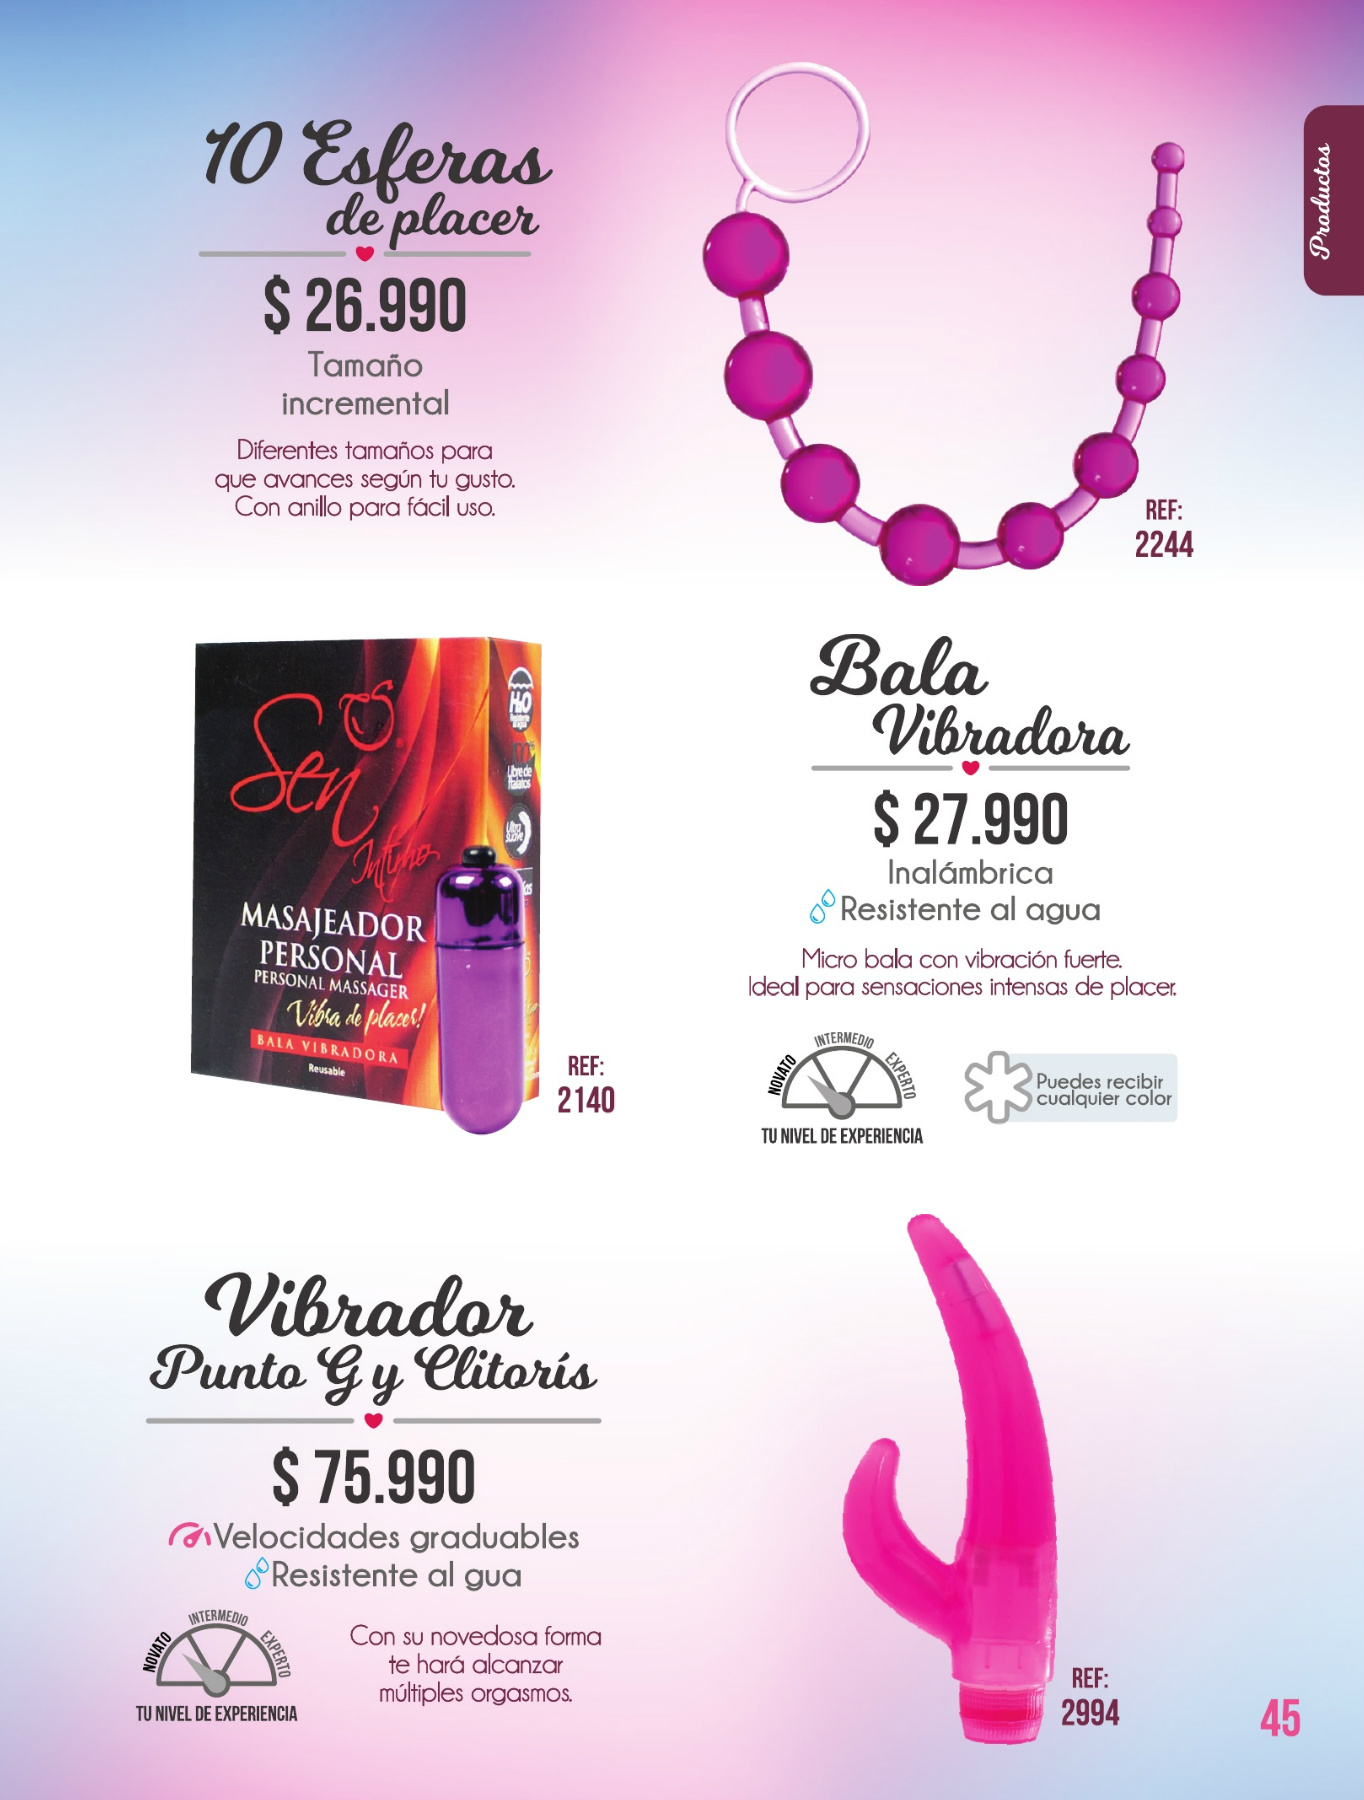 Productos
10 Esferas
de placer
$ 26.990
Tamaño
incremental
Diferentes tamaños para
que avances según tu gusto.
Con anillo para fácil uso.
REF:
2244
Sen
Intimo
MASAJEADOR
PERSONAL
PERSONAL MASSAGER
Vibra de placer!
BALA VIBRADORA
Reusable
H2O
Libre de
ftalatos
Ultra
suave
REF:
2140
Bala
Vibradora
$ 27.990
Inalámbrica
Resistente al agua
Micro bala con vibración fuerte.
Ideal para sensaciones intensas de placer.
NOVATO
INTERMEDIO
EXPERTO
TU NIVEL DE EXPERIENCIA
Puedes recibir
cualquier color
Vibrador
Punto G y Clitorís
$ 75.990
Velocidades graduables
Resistente al gua
NOVATO
INTERMEDIO
EXPERTO
TU NIVEL DE EXPERIENCIA
Con su novedosa forma
te hará alcanzar
múltiples orgasmos.
REF:
2994
45